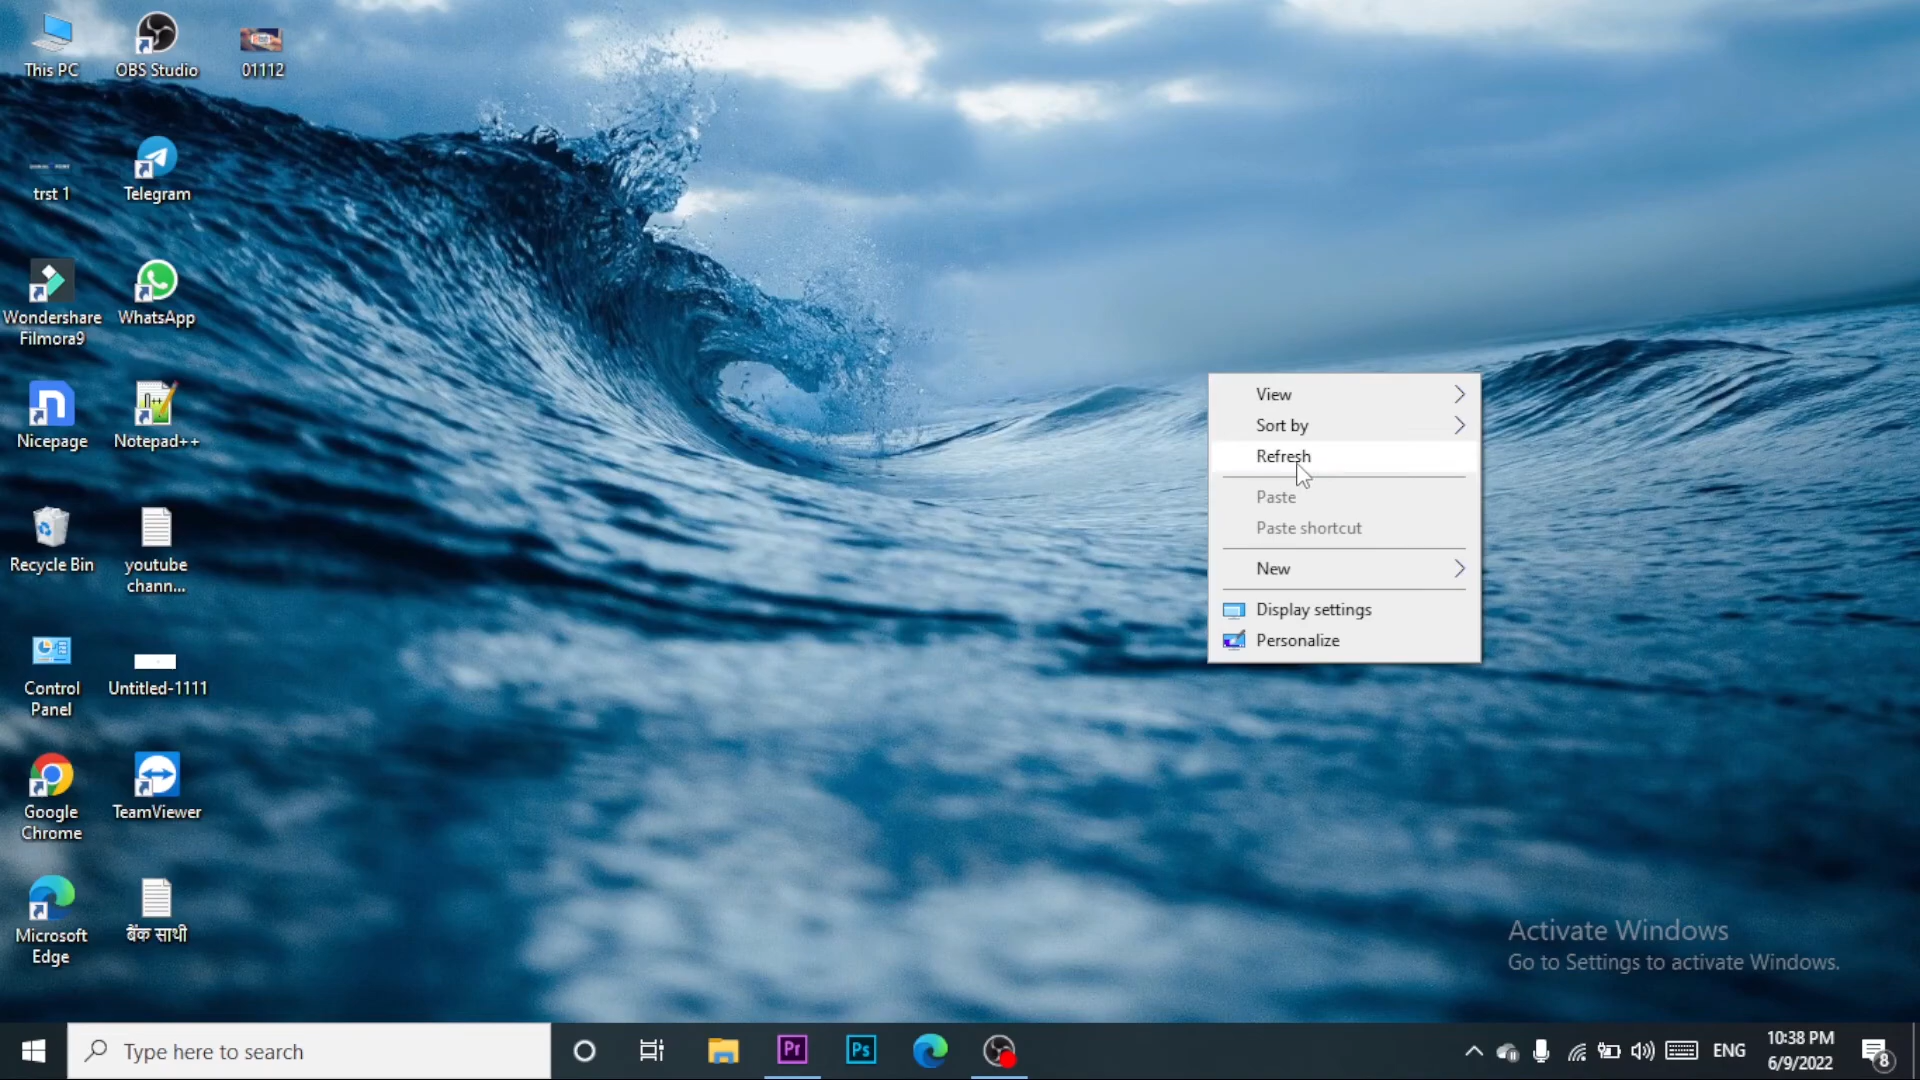 This PC
OBS Studio
01112
trst 1
Telegram
Wondershare
Filmora9
WhatsApp
Nicepage
Notepad++
Recycle Bin
youtube
chann...
Control
Panel
Untitled-1111
Google
Chrome
TeamViewer
Microsoft
Edge
बैंक साथी
View
Sort by
Refresh
Paste
Paste shortcut
New
Display settings
Personalize
Activate Windows
Go to Settings to activate Windows.
Type here to search
Pr
Ps
ENG
10:38 PM
6/9/2022
8